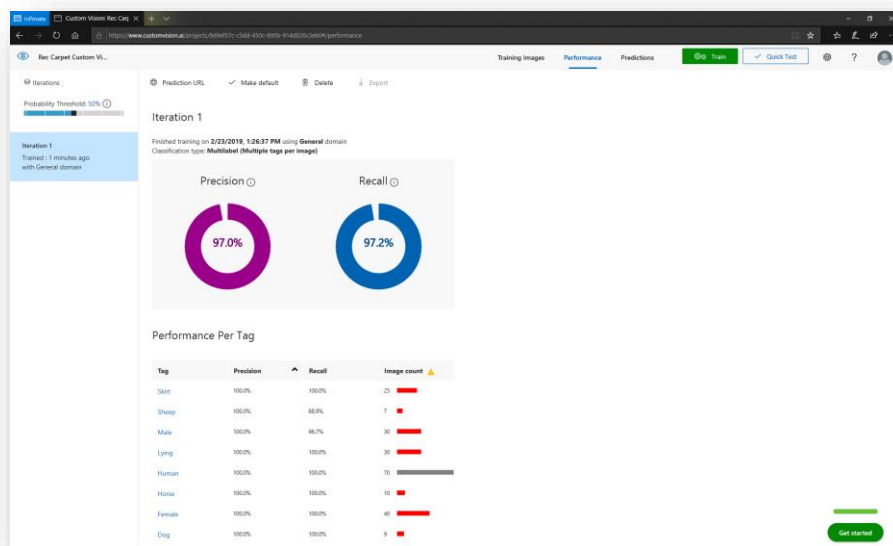 InPrivate Custom Vision: Rec Carp
https://www.customvision.ai/projects/
Rec Carpet Custom Vi...
Training Images Performance Predictions Train Quick Test ?
Iterations
Prediction URL Make default Delete Export
Probability Threshold: 50%
Iteration 1
Finished training on 2/23/2019, 1:26:37 PM using General domain
Classification type: Multilabel (Multiple tags per image)
Iteration 1
Trained : 1 minutes ago
with General domain
Precision Recall
97.0% 97.2%
Performance Per Tag
Tag Precision Recall Image count
Skirt 100.0% 100.0% 25
Sheep 100.0% 88.9% 7
Male 100.0% 96.7% 30
Lying 100.0% 100.0% 30
Human 100.0% 100.0% 70
Horse 100.0% 100.0% 10
Female 100.0% 100.0% 40
Dog 100.0% 100.0% 9
Get started